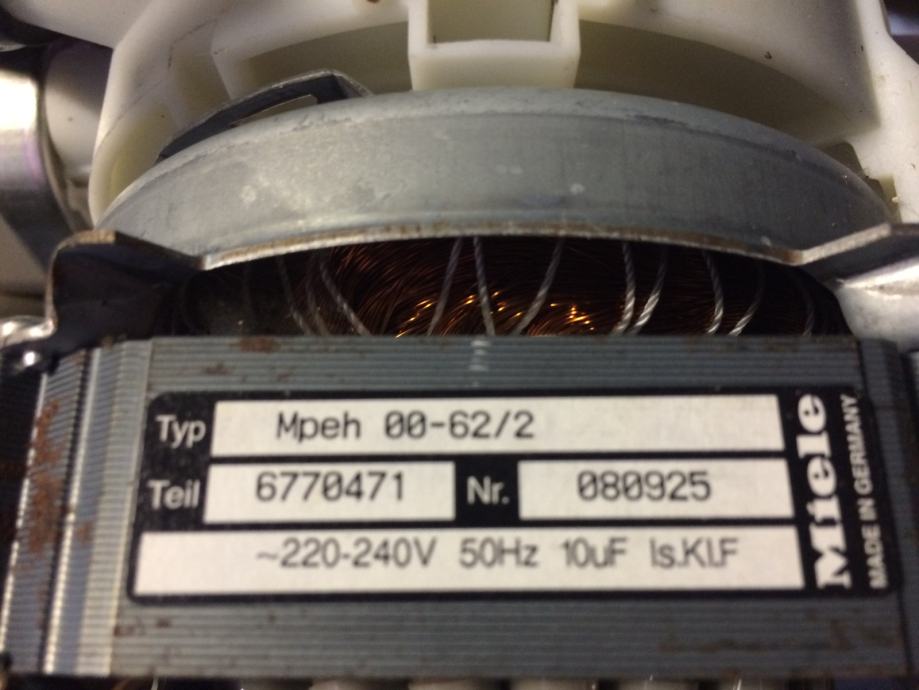 Typ Mpeh 00-62/2
Teil 6770471 Nr. 080925
~220-240V 50Hz 10uF Is.Kl.F
Miele
MADE IN GERMANY